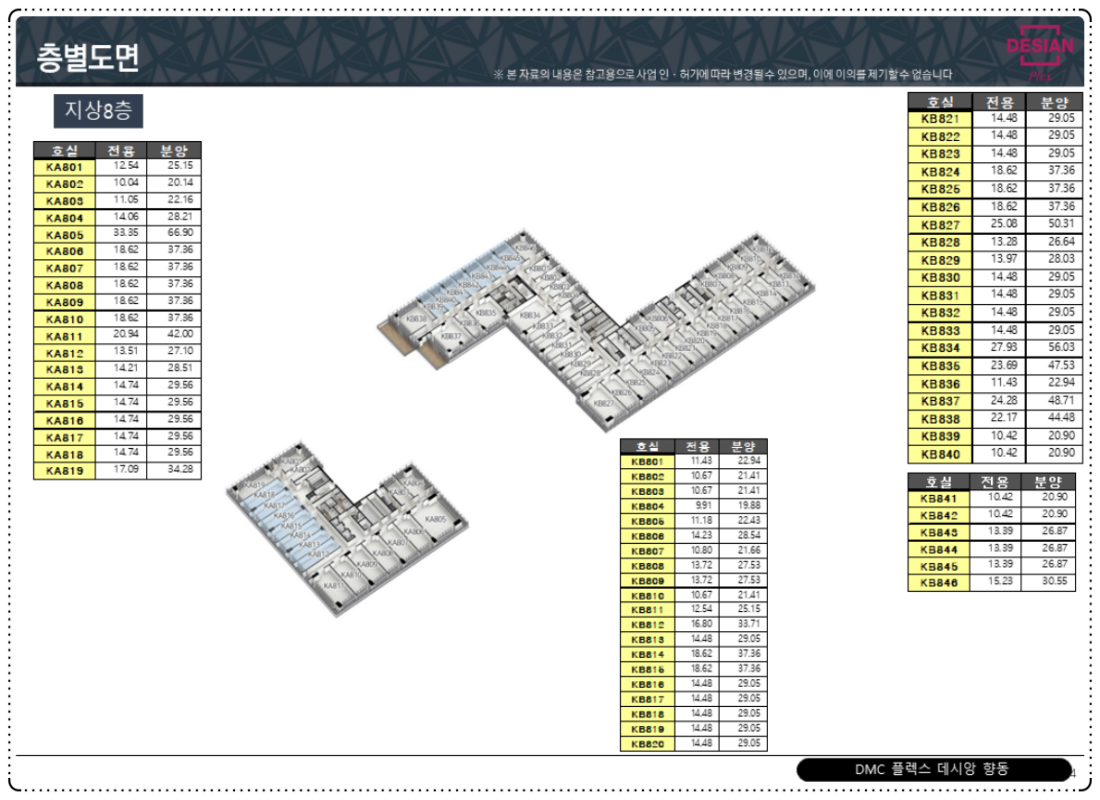 층별도면
※ 본 자료의 내용은 참고용으로 사업 인·허가에 따라 변경될 수 있으며, 이에 이의를 제기할 수 없습니다
DESIAN
Flex
지상8층
호실 전용 분양
KA801 12.54 25.15
KA802 10.04 20.14
KA803 11.05 22.16
KA804 14.06 28.21
KA805 33.35 66.90
KA806 18.62 37.36
KA807 18.62 37.36
KA808 18.62 37.36
KA809 18.62 37.36
KA810 18.62 37.36
KA811 20.94 42.00
KA812 13.51 27.10
KA813 14.21 28.51
KA814 14.74 29.56
KA815 14.74 29.56
KA816 14.74 29.56
KA817 14.74 29.56
KA818 14.74 29.56
KA819 17.09 34.28
호실 전용 분양
KB801 11.43 22.94
KB802 10.67 21.41
KB803 10.67 21.41
KB804 9.91 19.88
KB805 11.18 22.43
KB806 14.23 28.54
KB807 10.80 21.66
KB808 13.72 27.53
KB809 13.72 27.53
KB810 10.67 21.41
KB811 12.54 25.15
KB812 16.80 33.71
KB813 14.48 29.05
KB814 18.62 37.36
KB815 18.62 37.36
KB816 14.48 29.05
KB817 14.48 29.05
KB818 14.48 29.05
KB819 14.48 29.05
KB820 14.48 29.05
호실 전용 분양
KB821 14.48 29.05
KB822 14.48 29.05
KB823 14.48 29.05
KB824 18.62 37.36
KB825 18.62 37.36
KB826 18.62 37.36
KB827 25.08 50.31
KB828 13.28 26.64
KB829 13.97 28.03
KB830 14.48 29.05
KB831 14.48 29.05
KB832 14.48 29.05
KB833 14.48 29.05
KB834 27.93 56.03
KB835 23.69 47.53
KB836 11.43 22.94
KB837 24.28 48.71
KB838 22.17 44.48
KB839 10.42 20.90
KB840 10.42 20.90
호실 전용 분양
KB841 10.42 20.90
KB842 10.42 20.90
KB843 13.39 26.87
KB844 13.39 26.87
KB845 13.39 26.87
KB846 15.23 30.55
KB838
KB837
KB835
KB834
KB827
KA805
KA811
DMC 플렉스 데시앙 향동